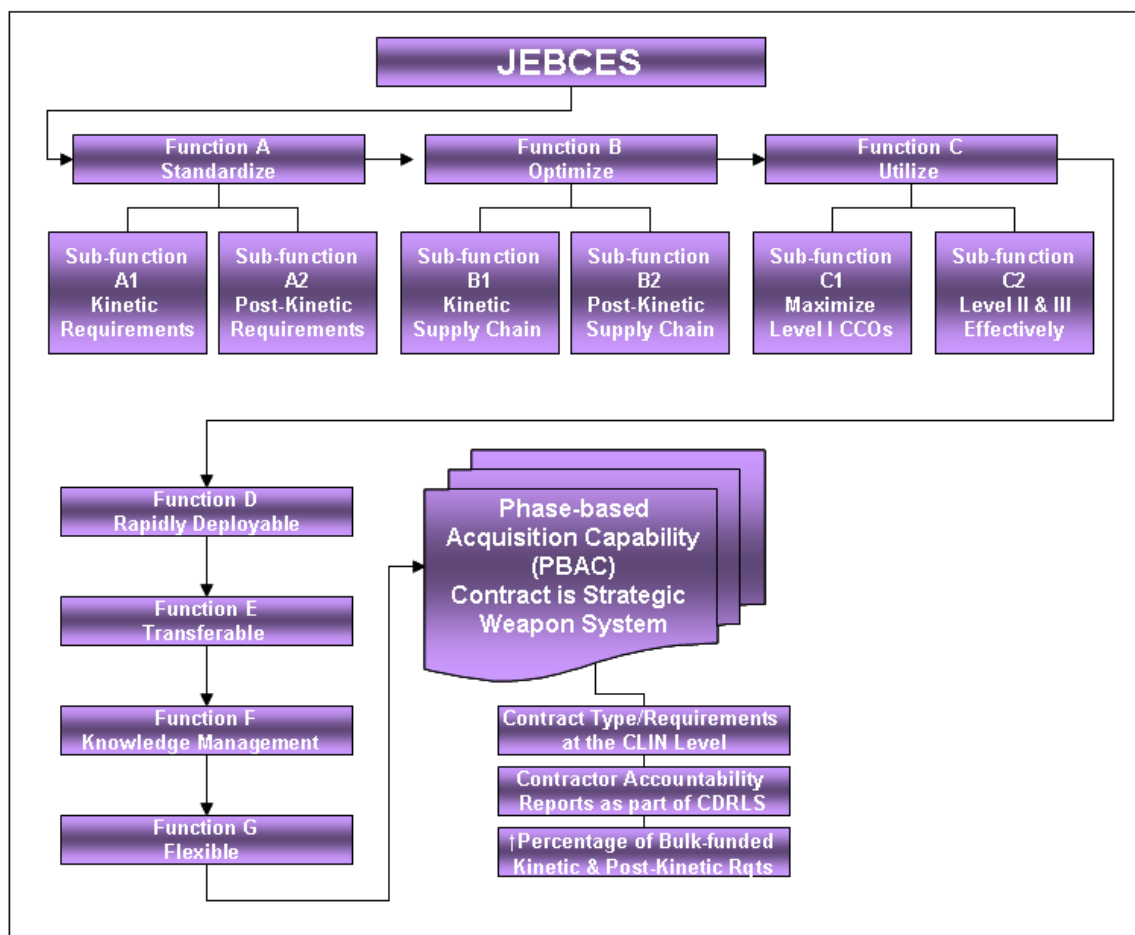 JEBCES
Function A
Standardize
Function B
Optimize
Function C
Utilize
Sub-function
A1
Kinetic
Requirements
Sub-function
A2
Post-Kinetic
Requirements
Sub-function
B1
Kinetic
Supply Chain
Sub-function
B2
Post-Kinetic
Supply Chain
Sub-function
C1
Maximize
Level I CCOs
Sub-function
C2
Level II & III
Effectively
Function D
Rapidly Deployable
Function E
Transferable
Function F
Knowledge Management
Function G
Flexible
Phase-based
Acquisition Capability
(PBAC)
Contract is Strategic
Weapon System
Contract Type/Requirements
at the CLIN Level
Contractor Accountability
Reports as part of CDRLS
†Percentage of Bulk-funded
Kinetic & Post-Kinetic Rqts